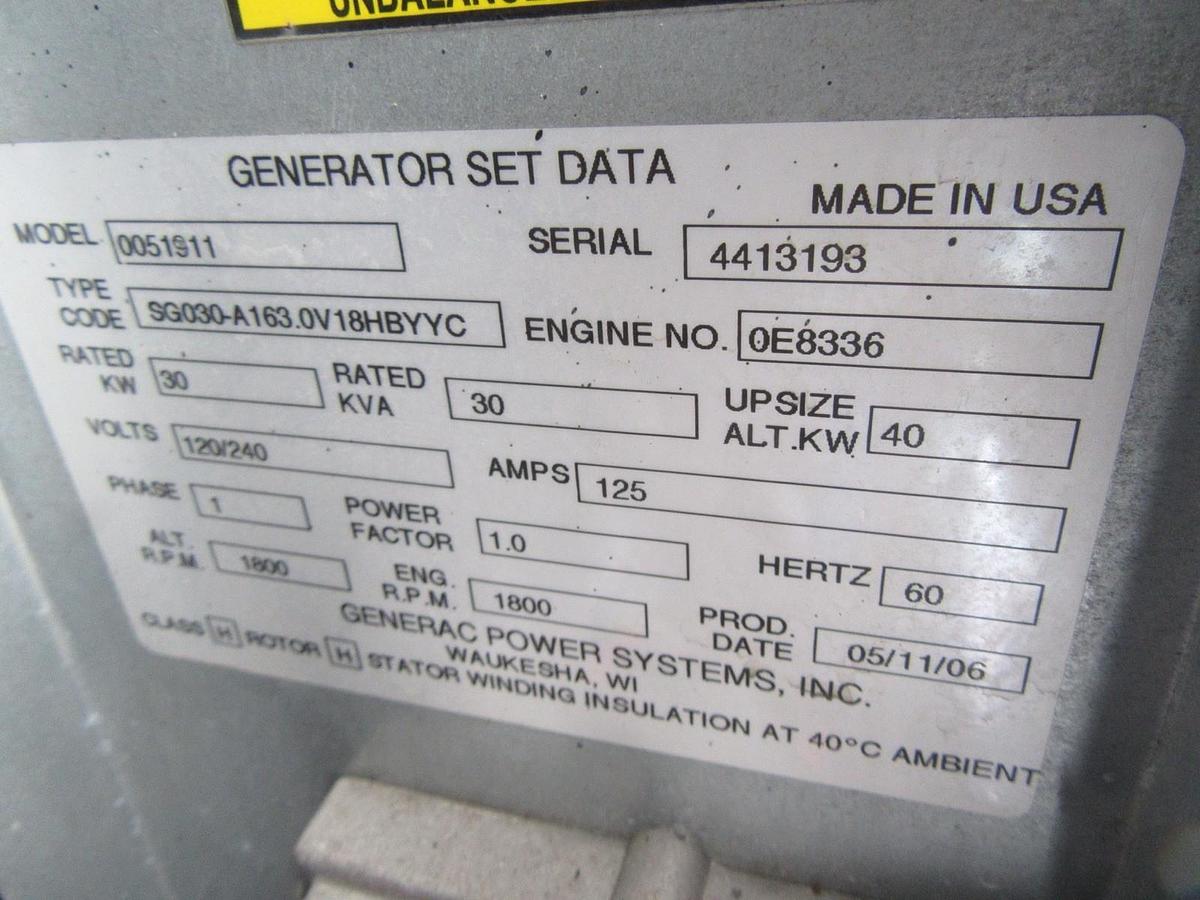 GENERATOR SET DATA
MADE IN USA
MODEL 0051911 SERIAL 4413193
TYPE CODE SG030-A163.0V18HBYYC ENGINE NO. 0E8336
RATED KW 30 RATED KVA 30 UPSIZE ALT.KW 40
VOLTS 120/240 AMPS 125
PHASE 1 POWER FACTOR 1.0 HERTZ 60
ALT. R.P.M. 1800 ENG. R.P.M. 1800 PROD. DATE 05/11/06
GENERAC POWER SYSTEMS, INC.
WAUKESHA, WI
CLASS H ROTOR H STATOR WINDING INSULATION AT 40°C AMBIENT